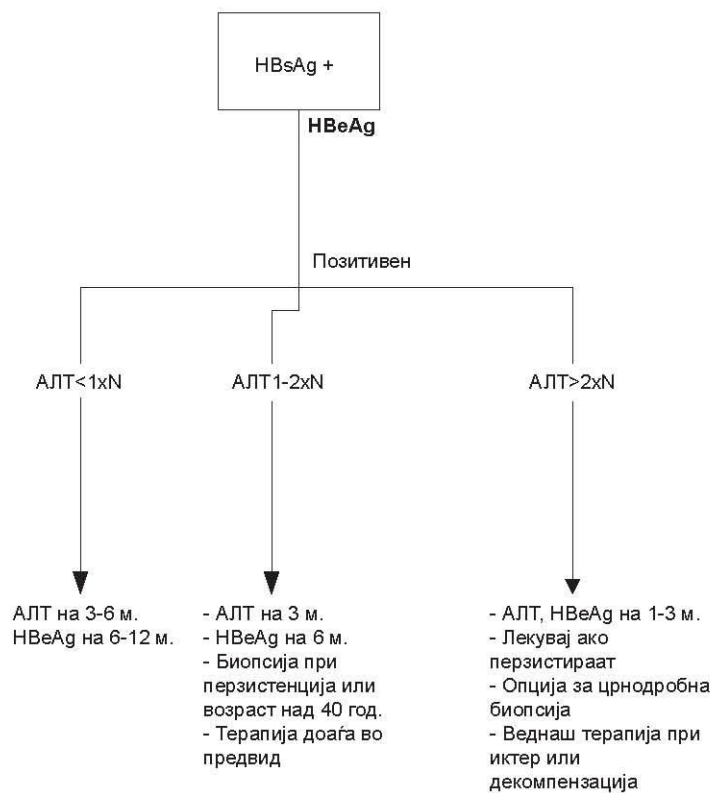 HBsAg +
HBeAg
Позитивен
АЛТ<1xN
АЛТ1-2xN
АЛТ>2xN
АЛТ на 3-6 м.
HBeAg на 6-12 м.
- АЛТ на 3 м.
- HBeAg на 6 м.
- Биопсија при
перзистенција или
возраст над 40 год.
- Терапија доаѓа во
предвид
- АЛТ, HBeAg на 1-3 м.
- Лекувај ако
перзистираат
- Опција за црнодробна
биопсија
- Веднаш терапија при
иктер или
декомпензација